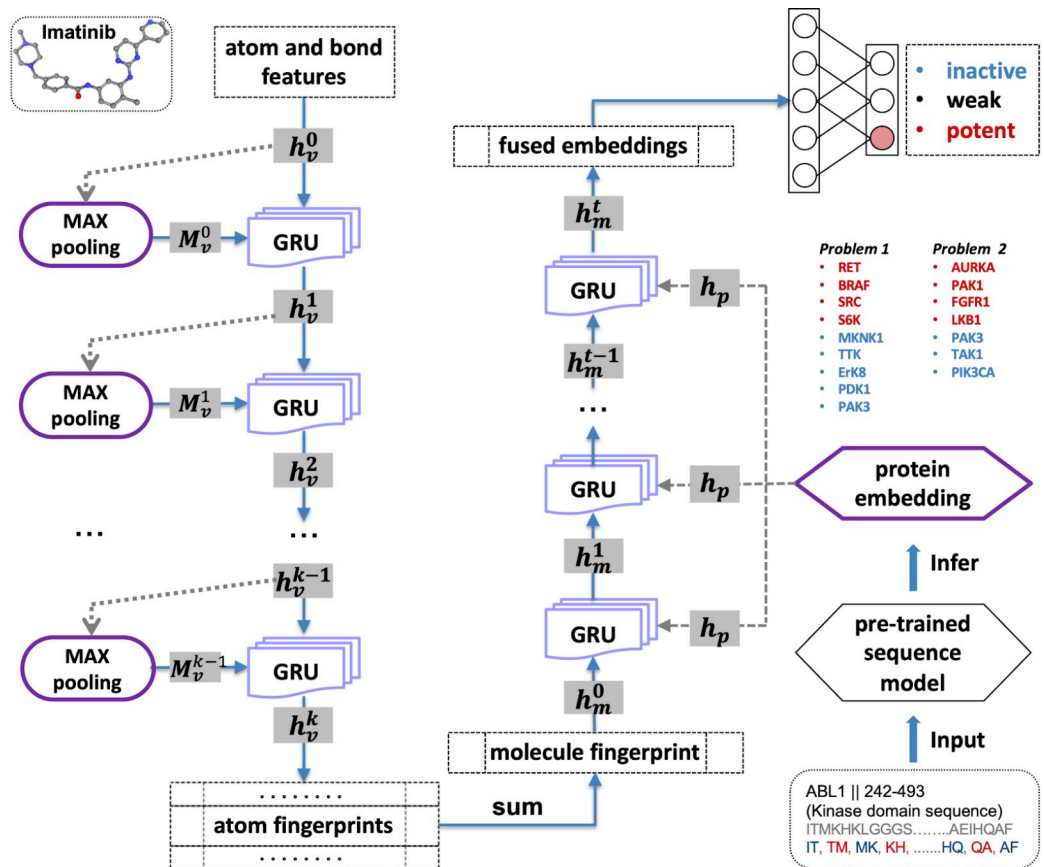 Imatinib
atom and bond
features
h_v^0
MAX
pooling
M_v^0
GRU
h_v^1
MAX
pooling
M_v^1
GRU
h_v^2
...
...
h_v^{k-1}
MAX
pooling
M_v^{k-1}
GRU
h_v^k
........
atom fingerprints
........
sum
molecule fingerprint
h_m^0
GRU
h_p
h_m^1
GRU
h_p
...
h_m^{t-1}
GRU
h_p
h_m^t
fused embeddings
• inactive
• weak
• potent
Problem 1
• RET
• BRAF
• SRC
• S6K
• MKNK1
• TTK
• ErK8
• PDK1
• PAK3
Problem 2
• AURKA
• PAK1
• FGFR1
• LKB1
• PAK3
• TAK1
• PIK3CA
protein
embedding
Infer
pre-trained
sequence
model
Input
ABL1 || 242-493
(Kinase domain sequence)
ITMKHKLGGGS........AEIHQAF
IT, TM, MK, KH, .......HQ, QA, AF